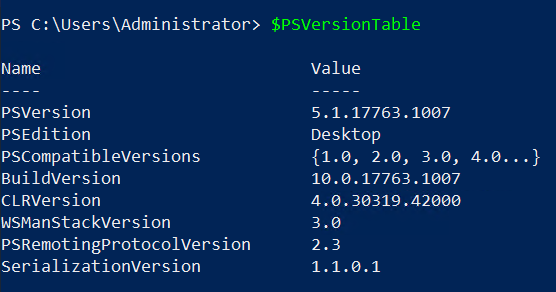 PS C:\Users\Administrator> $PSVersionTable
Name                           Value
----                           -----
PSVersion                      5.1.17763.1007
PSEdition                      Desktop
PSCompatibleVersions           {1.0, 2.0, 3.0, 4.0...}
BuildVersion                   10.0.17763.1007
CLRVersion                     4.0.30319.42000
WSManStackVersion              3.0
PSRemotingProtocolVersion      2.3
SerializationVersion           1.1.0.1